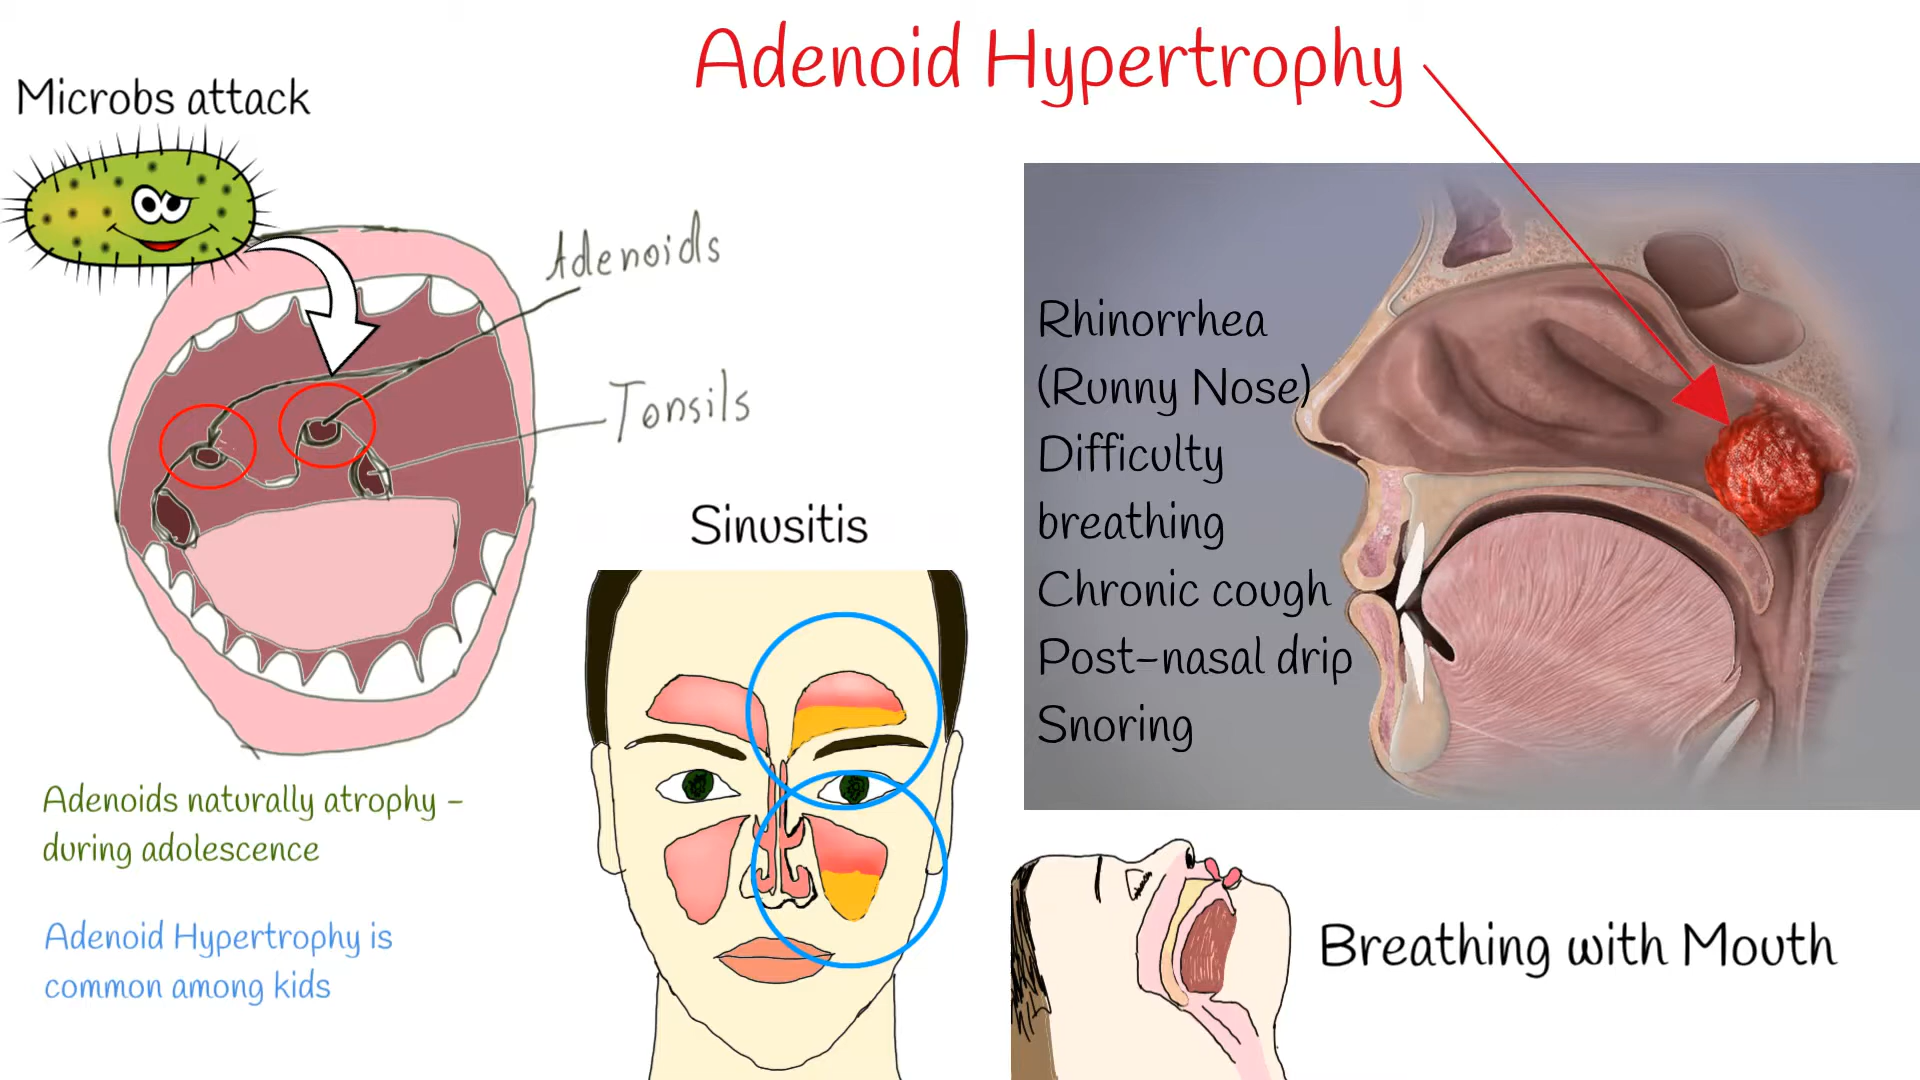 Adenoid Hypertrophy
Microbs attack
Adenoids
Tonsils
Sinusitis
Rhinorrhea
(Runny Nose)
Difficulty
breathing
Chronic cough
Post-nasal drip
Snoring
Adenoids naturally atrophy -
during adolescence
Adenoid Hypertrophy is
common among kids
Breathing with Mouth